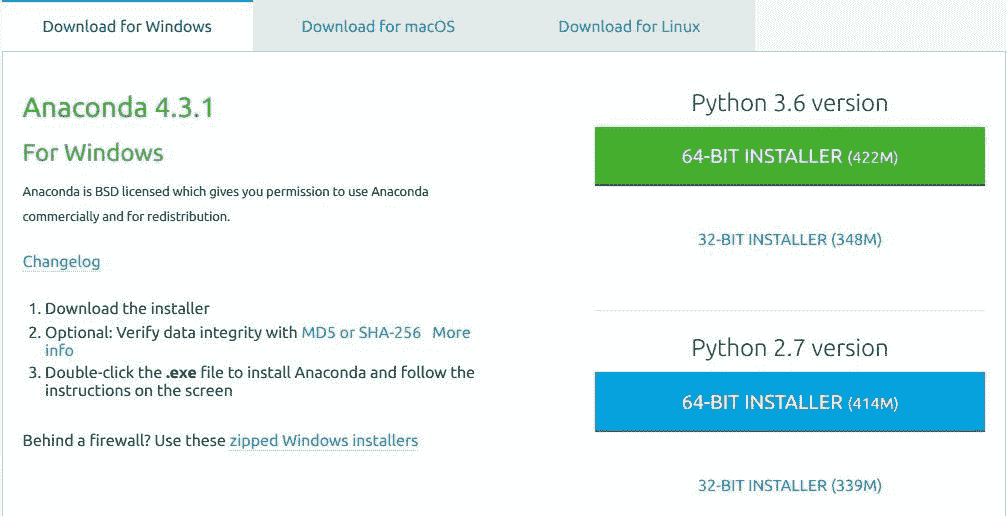 Download for Windows
Download for macOS
Download for Linux
Anaconda 4.3.1
For Windows
Anaconda is BSD licensed which gives you permission to use Anaconda
commercially and for redistribution.
Changelog
1. Download the installer
2. Optional: Verify data integrity with MD5 or SHA-256 More
info
3. Double-click the .exe file to install Anaconda and follow the
instructions on the screen
Behind a firewall? Use these zipped Windows installers
Python 3.6 version
64-BIT INSTALLER (422M)
32-BIT INSTALLER (348M)
Python 2.7 version
64-BIT INSTALLER (414M)
32-BIT INSTALLER (339M)